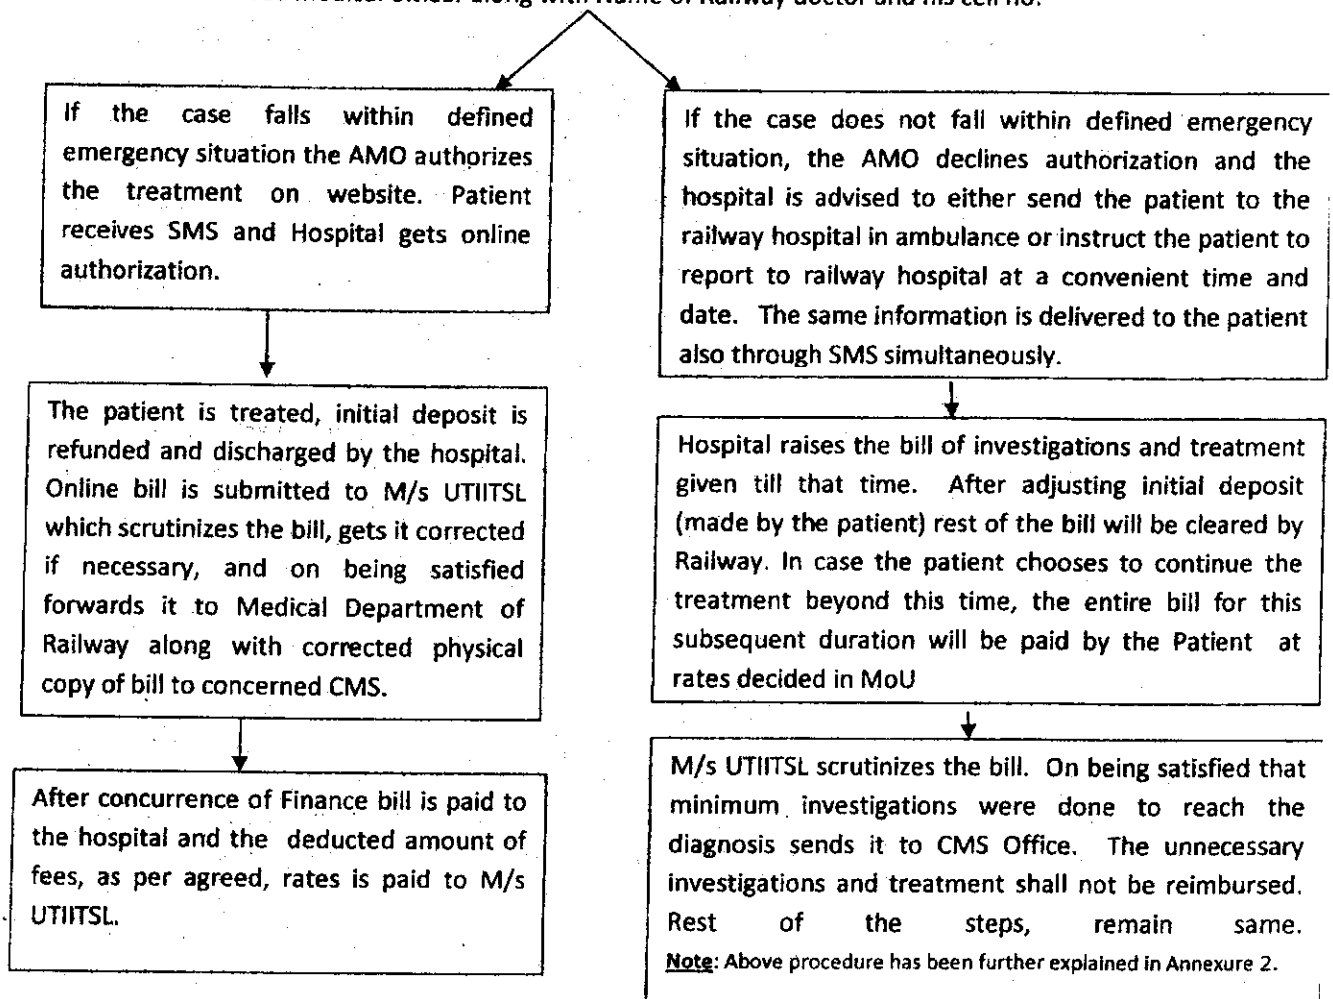 along with Name of Railway doctor and his cell no.
If the case falls within defined
emergency situation the AMO authorizes
the treatment on website. Patient
receives SMS and Hospital gets online
authorization.
The patient is treated, initial deposit is
refunded and discharged by the hospital.
Online bill is submitted to M/s UTIITSL
which scrutinizes the bill, gets it corrected
if necessary, and on being satisfied
forwards it to Medical Department of
Railway along with corrected physical
copy of bill to concerned CMS.
After concurrence of Finance bill is paid to
the hospital and the deducted amount of
fees, as per agreed, rates is paid to M/s
UTIITSL.
If the case does not fall within defined emergency
situation, the AMO declines authorization and the
hospital is advised to either send the patient to the
railway hospital in ambulance or instruct the patient to
report to railway hospital at a convenient time and
date. The same information is delivered to the patient
also through SMS simultaneously.
Hospital raises the bill of investigations and treatment
given till that time. After adjusting initial deposit
(made by the patient) rest of the bill will be cleared by
Railway. In case the patient chooses to continue the
treatment beyond this time, the entire bill for this
subsequent duration will be paid by the Patient at
rates decided in MoU
M/s UTIITSL scrutinizes the bill. On being satisfied that
minimum investigations were done to reach the
diagnosis sends it to CMS Office. The unnecessary
investigations and treatment shall not be reimbursed.
Rest of the steps, remain same.
Note: Above procedure has been further explained in Annexure 2.